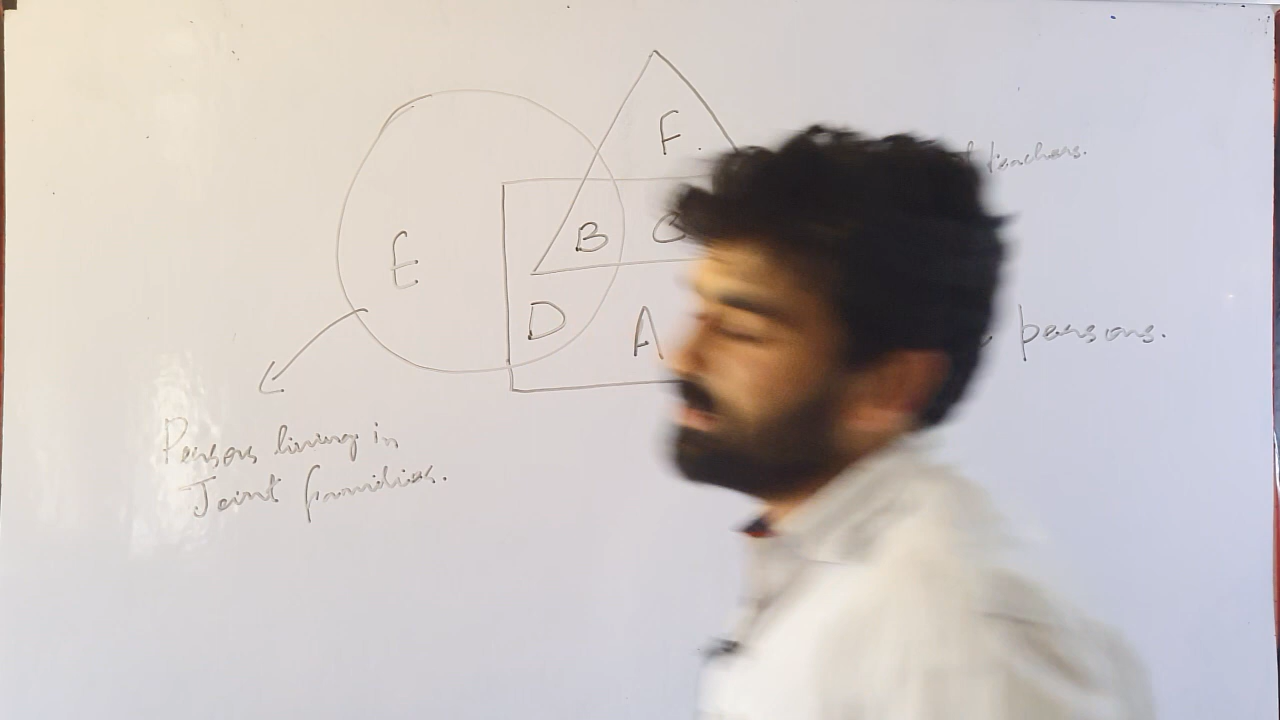 F.
teachers.
B C
E
D A
persons.
Persons living in
Joint families.